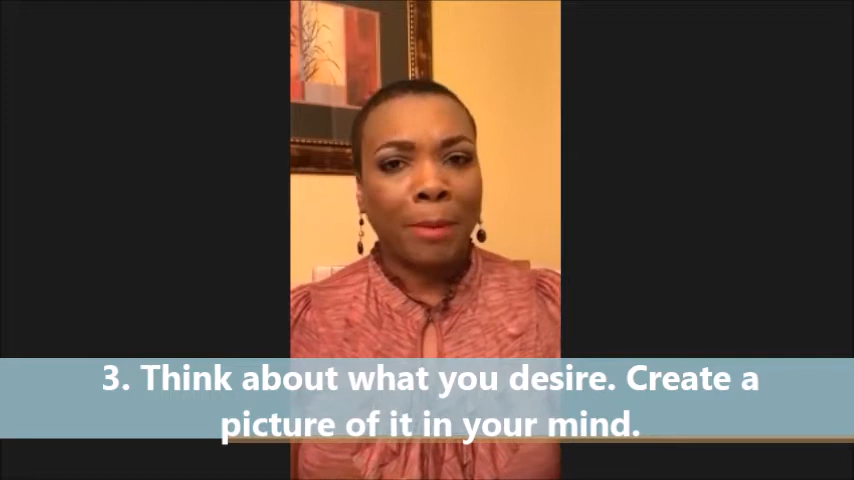 3. Think about what you desire. Create a
picture of it in your mind.